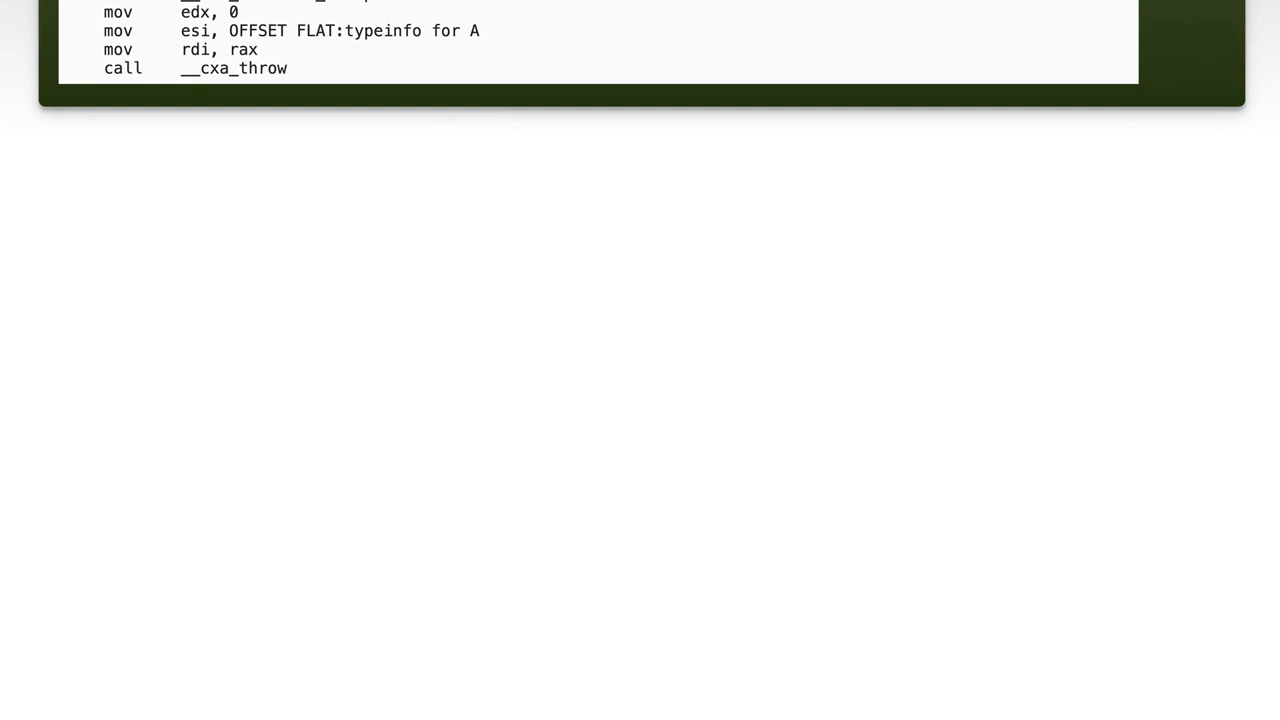 mov edx, 0
mov esi, OFFSET FLAT:typeinfo for A
mov rdi, rax
call __cxa_throw